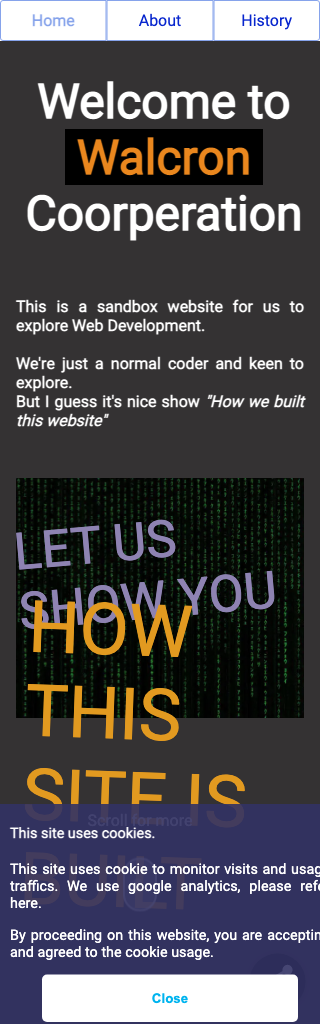 Home About History
Welcome to
Walcron
Coorperation
This is a sandbox website for us to
explore Web Development.
We're just a normal coder and keen to
explore.
But I guess it's nice show "How we built
this website"
LET US
SHOW YOU
HOW
THIS
SITE IS
BUILT
Scroll for more
This site uses cookies.
This site uses cookie to monitor visits and usag
traffics. We use google analytics, please refe
here.
By proceeding on this website, you are acceptin
and agreed to the cookie usage.
Close